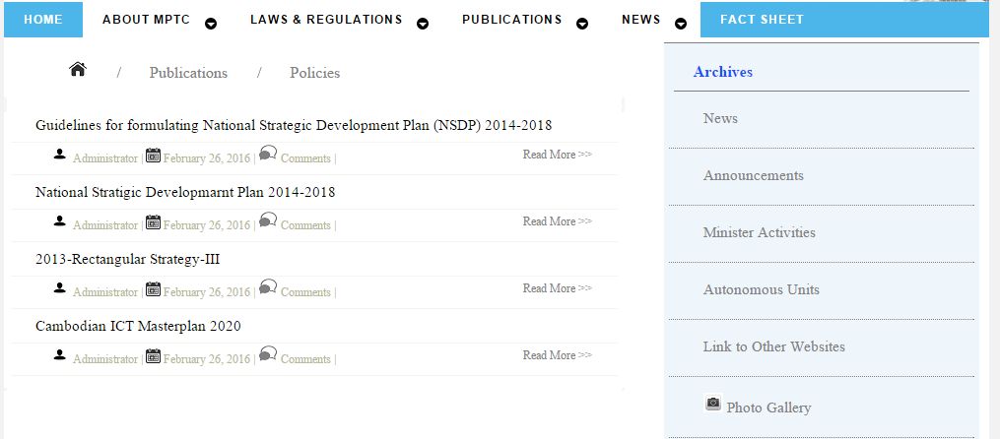 HOME ABOUT MPTC LAWS & REGULATIONS PUBLICATIONS NEWS FACT SHEET
/ Publications / Policies
Guidelines for formulating National Strategic Development Plan (NSDP) 2014-2018
Administrator | February 26, 2016 | Comments | Read More >>
National Stratigic Developmarnt Plan 2014-2018
Administrator | February 26, 2016 | Comments | Read More >>
2013-Rectangular Strategy-III
Administrator | February 26, 2016 | Comments | Read More >>
Cambodian ICT Masterplan 2020
Administrator | February 26, 2016 | Comments | Read More >>
Archives
News
Announcements
Minister Activities
Autonomous Units
Link to Other Websites
Photo Gallery